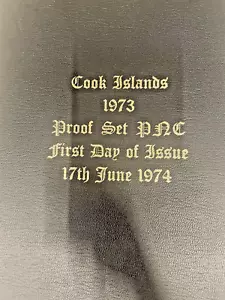 Cook Islands
1973
Proof Set PNC
First Day of Issue
17th June 1974